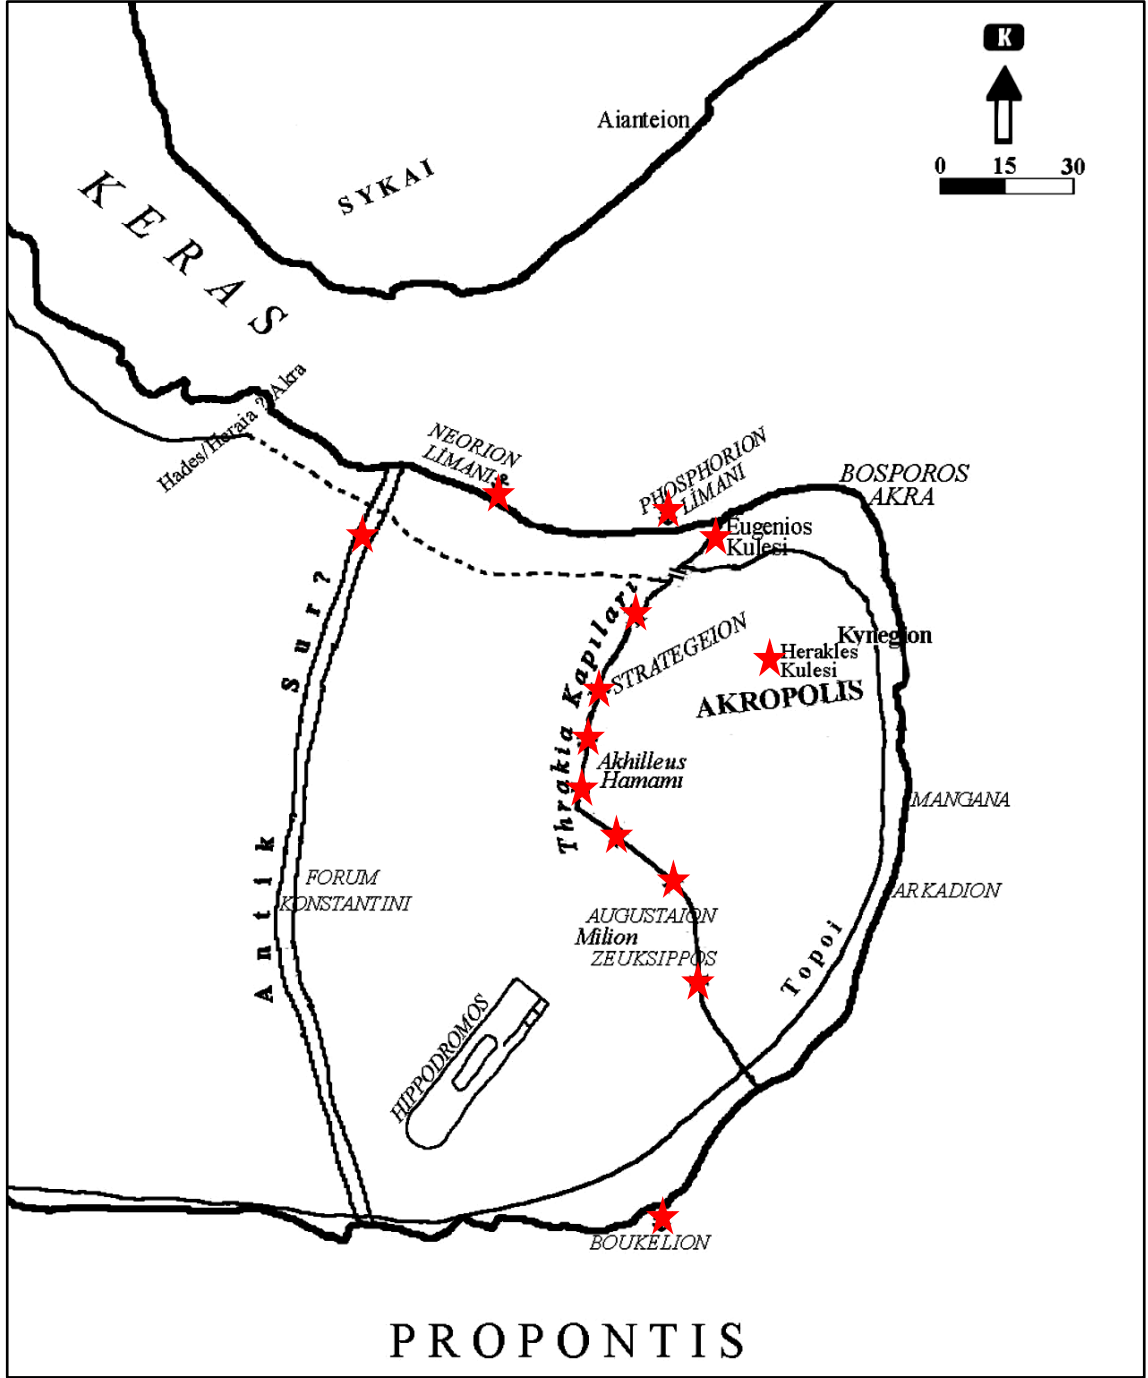 K
0 15 30
Aianteion
SYKAI
KERAS
Hades/Heraia ? Akra
NEORION
LİMANI
PHOSPHORION
LİMANI
BOSPOROS
AKRA
Eugenios
Kulesi
Antik Sur ?
Thrakia Kapıları
STRATEGEION
Kynegion
Herakles
Kulesi
AKROPOLIS
Akhilleus
Hamamı
MANGANA
FORUM
KONSTANTINI
ARKADION
AUGUSTAION
Milion
ZEUKSIPPOS
Topoi
HIPPODROMOS
BOUKELION
PROPONTIS